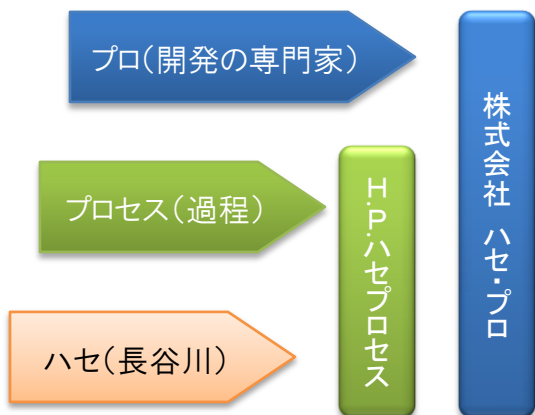 プロ(開発の専門家)
プロセス(過程)
ハセ(長谷川)
H.P.ハセプロセス
株式会社 ハセ・プロ